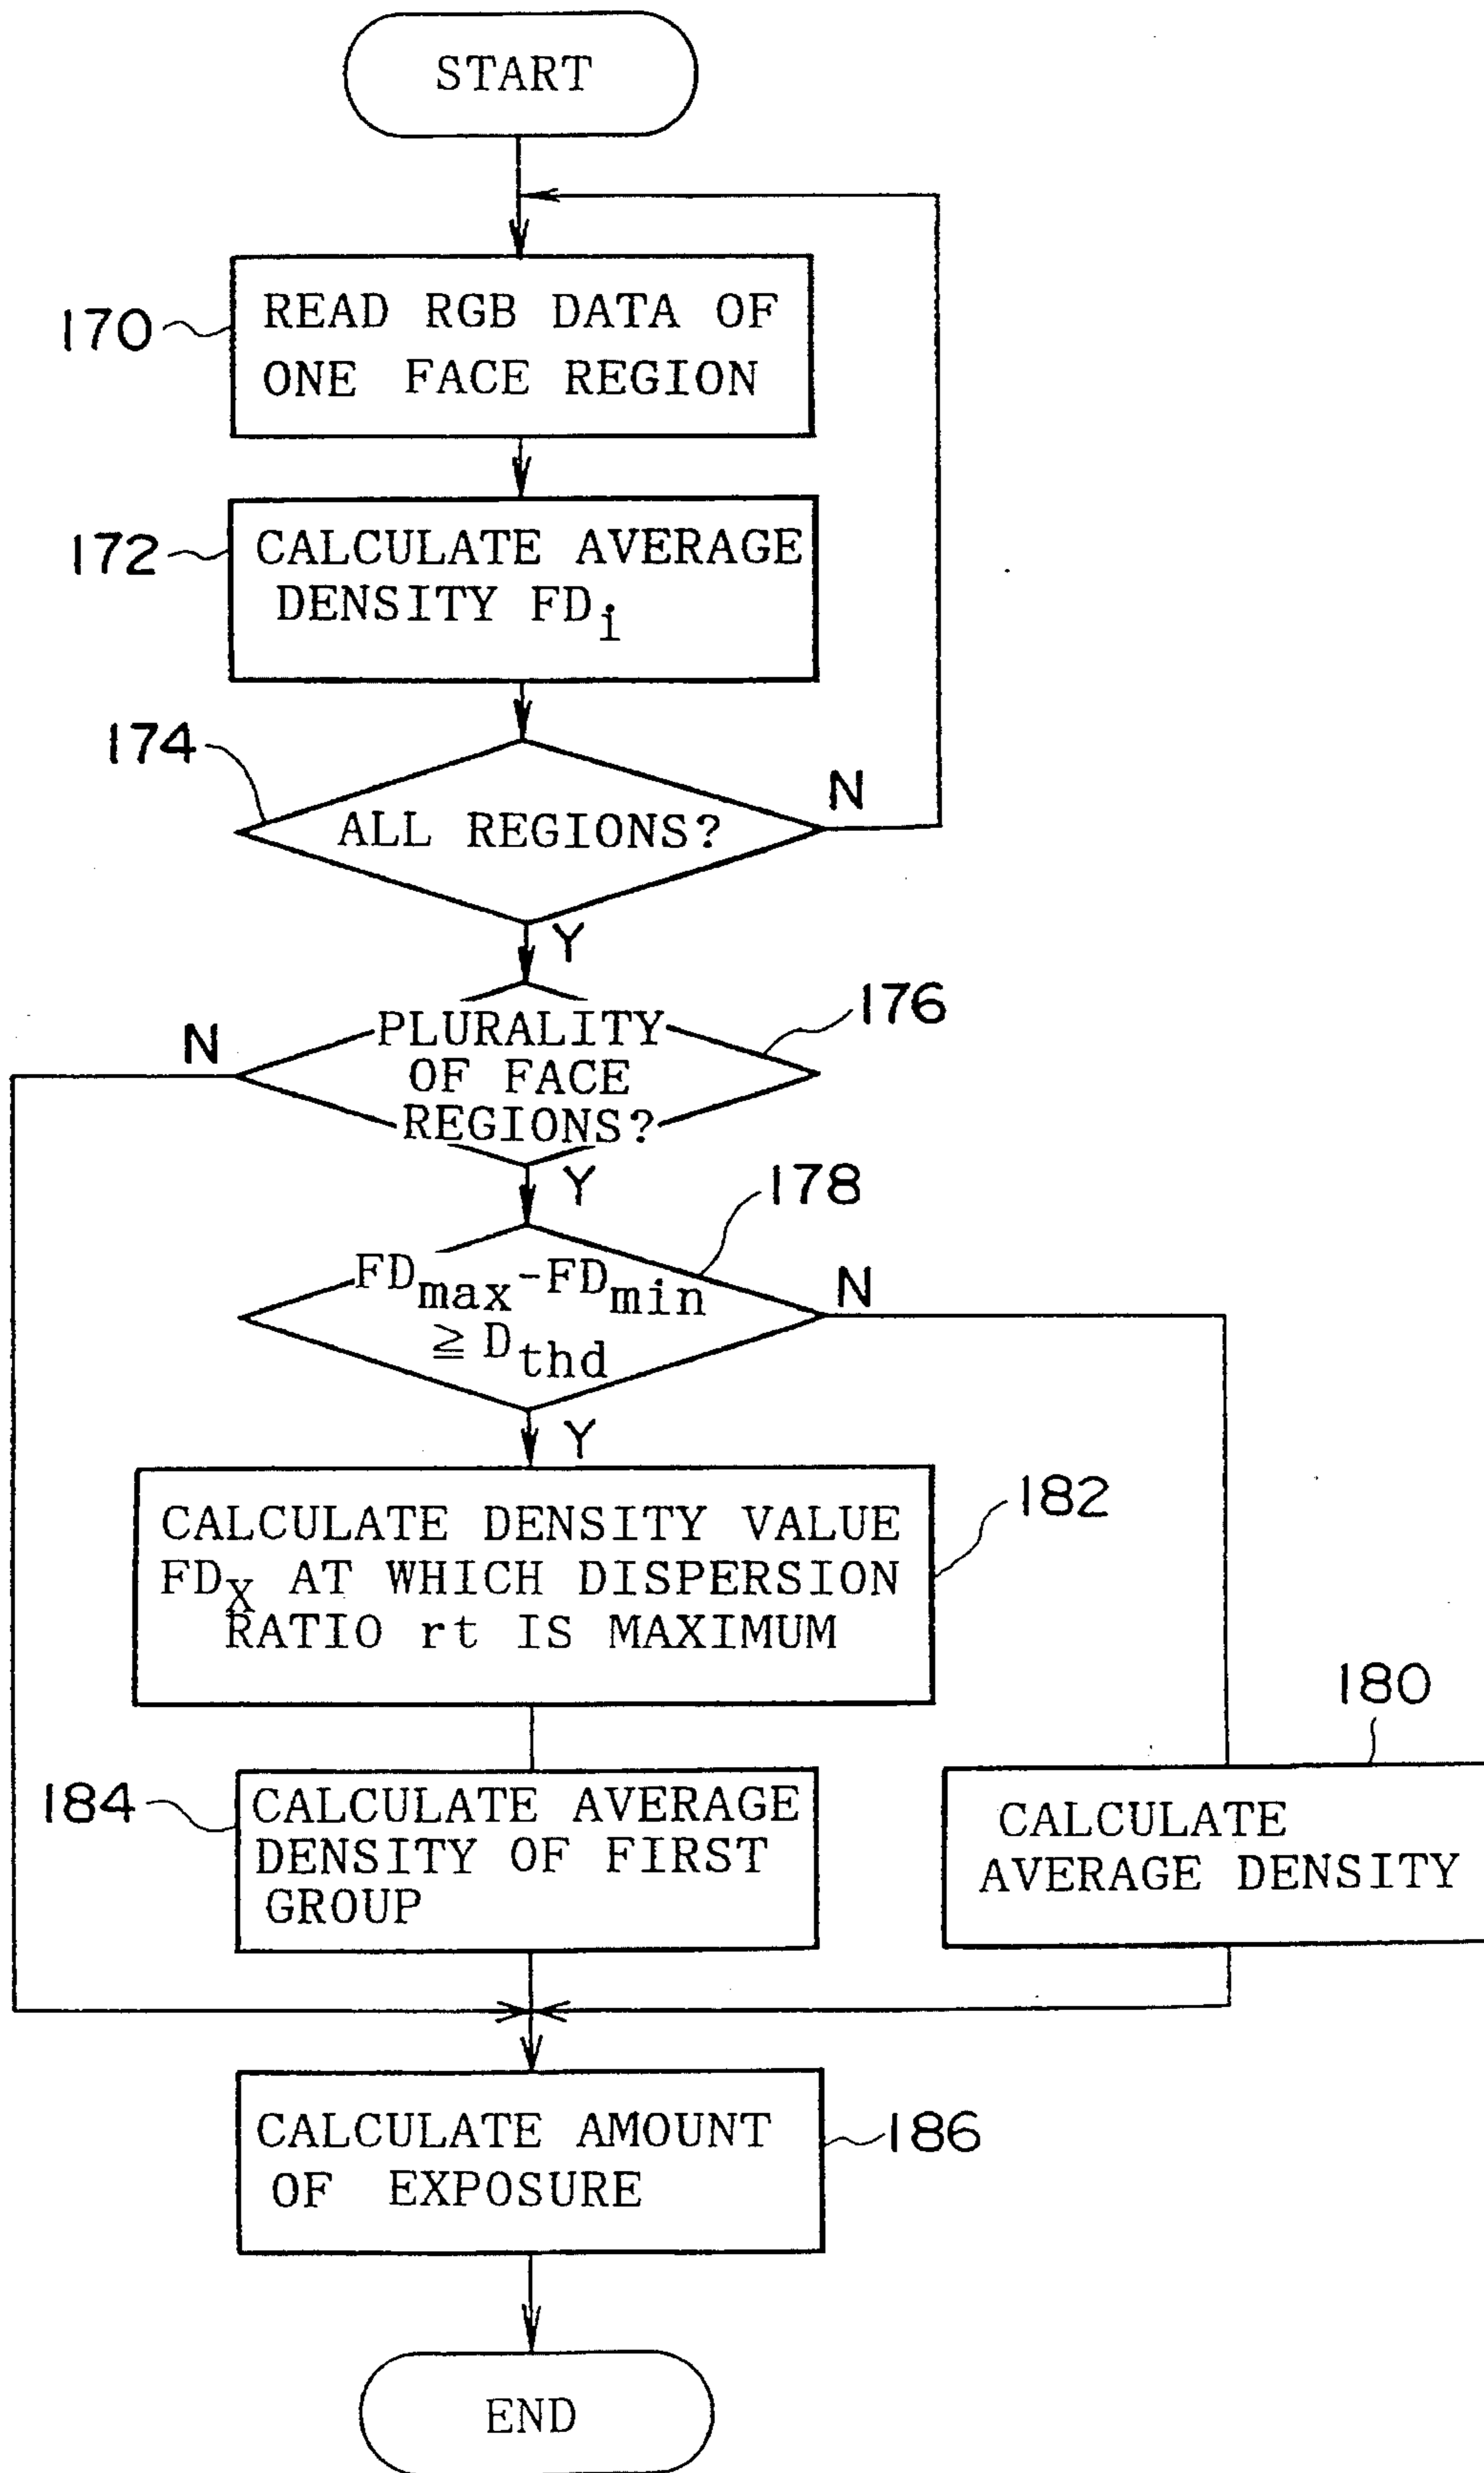 START
170
READ RGB DATA OF
ONE FACE REGION
172
CALCULATE AVERAGE
DENSITY FDi
174
ALL REGIONS?
N
Y
176
N
PLURALITY
OF FACE
REGIONS?
Y
178
FDmax-FDmin
≧ Dthd
N
Y
182
CALCULATE DENSITY VALUE
FDX AT WHICH DISPERSION
RATIO rt IS MAXIMUM
180
184
CALCULATE AVERAGE
DENSITY OF FIRST
GROUP
CALCULATE
AVERAGE DENSITY
CALCULATE AMOUNT
OF EXPOSURE
186
END